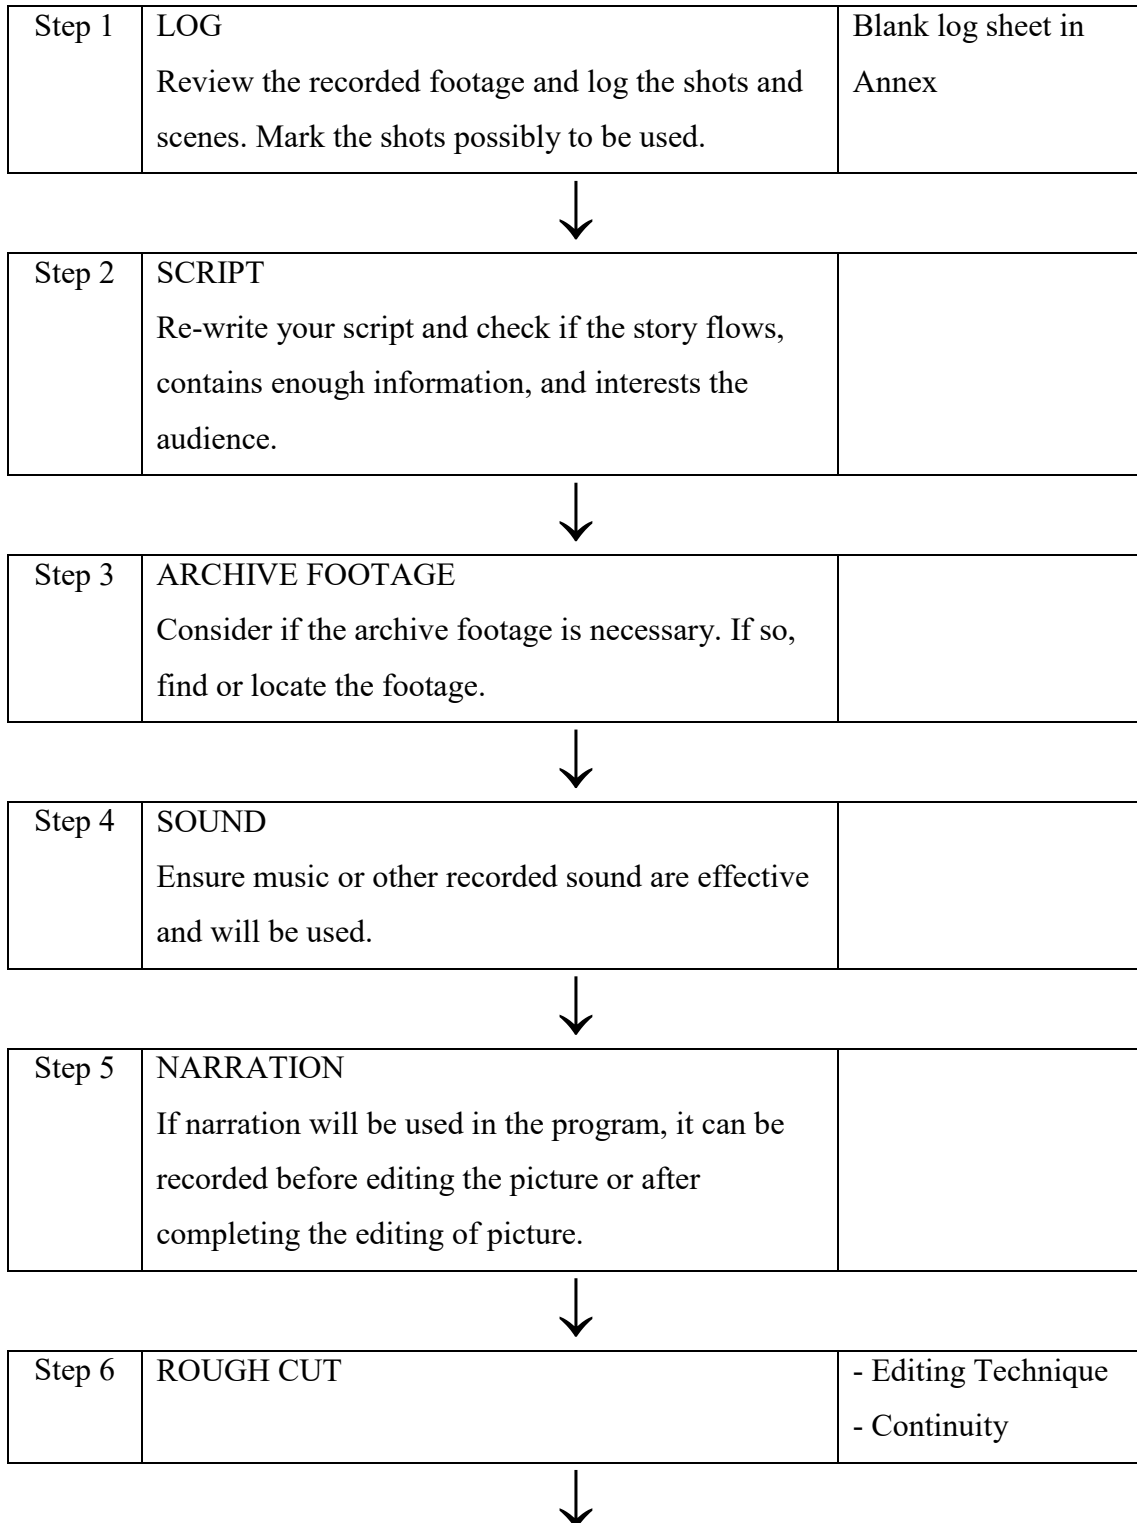 Step 1
LOG
Review the recorded footage and log the shots and
scenes. Mark the shots possibly to be used.
Blank log sheet in
Annex
Step 2
SCRIPT
Re-write your script and check if the story flows,
contains enough information, and interests the
audience.
Step 3
ARCHIVE FOOTAGE
Consider if the archive footage is necessary. If so,
find or locate the footage.
Step 4
SOUND
Ensure music or other recorded sound are effective
and will be used.
Step 5
NARRATION
If narration will be used in the program, it can be
recorded before editing the picture or after
completing the editing of picture.
Step 6
ROUGH CUT
- Editing Technique
- Continuity